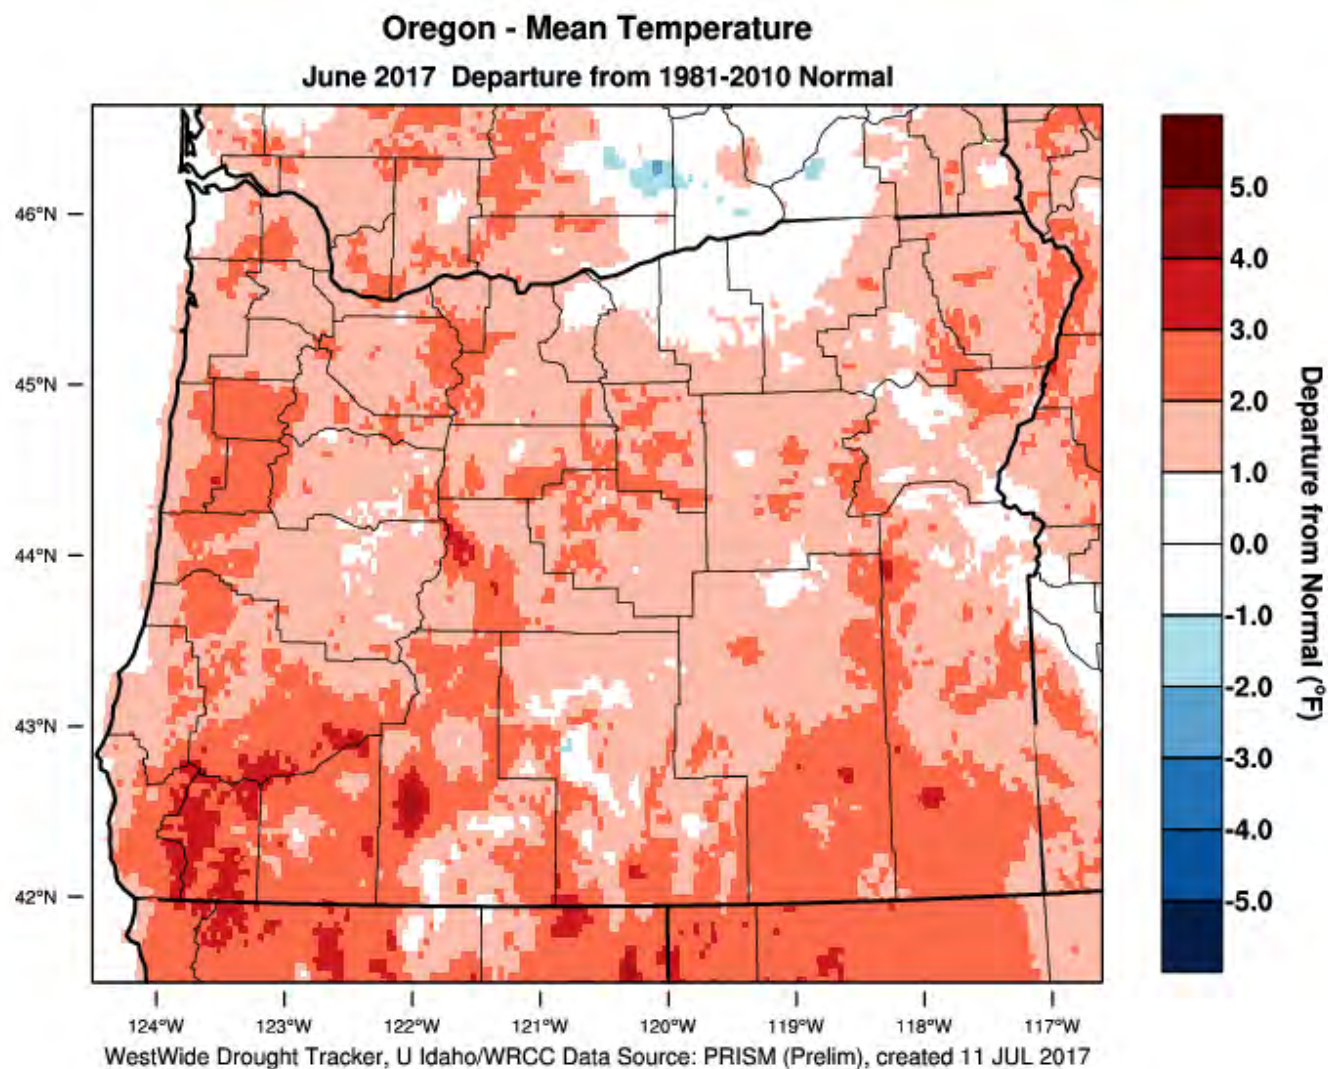 Oregon - Mean Temperature
June 2017 Departure from 1981-2010 Normal
46°N
45°N
44°N
43°N
42°N
124°W 123°W 122°W 121°W 120°W 119°W 118°W 117°W
5.0
4.0
3.0
2.0
1.0
0.0
-1.0
-2.0
-3.0
-4.0
-5.0
Departure from Normal (°F)
WestWide Drought Tracker, U Idaho/WRCC Data Source: PRISM (Prelim), created 11 JUL 2017